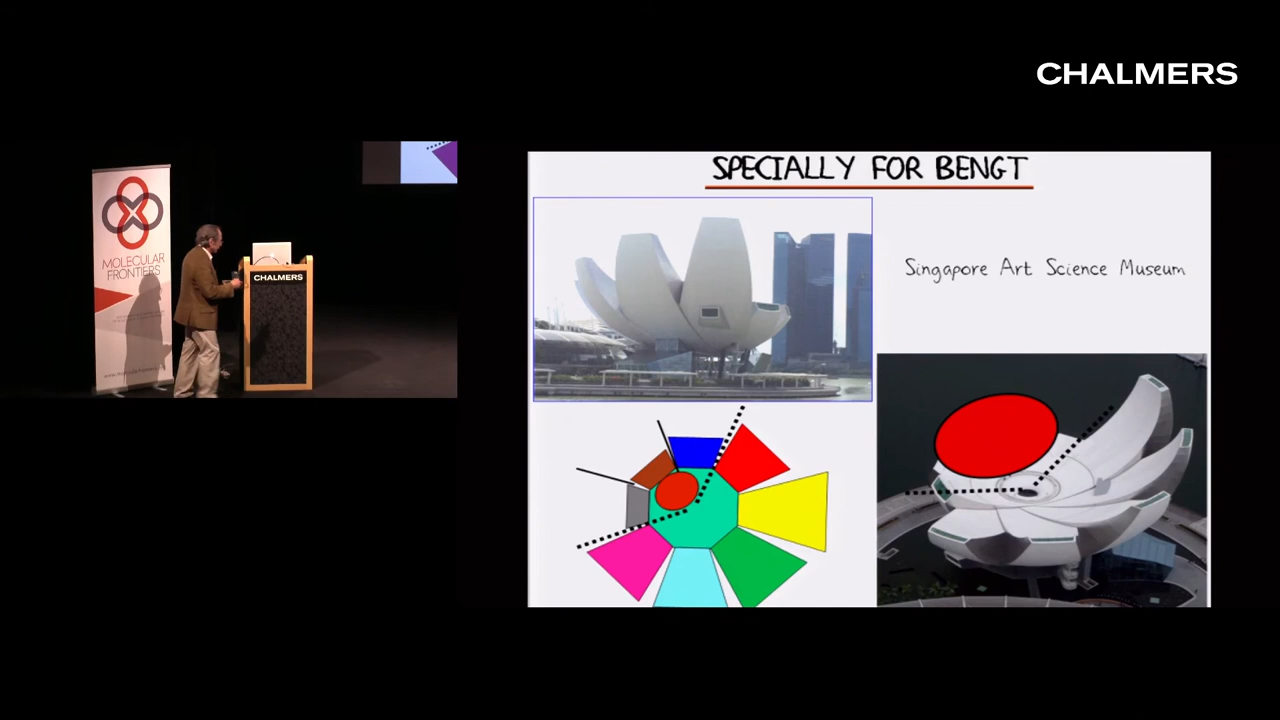 CHALMERS
MOLECULAR
FRONTIERS
CHALMERS
SPECIALLY FOR BENGT
Singapore Art Science Museum